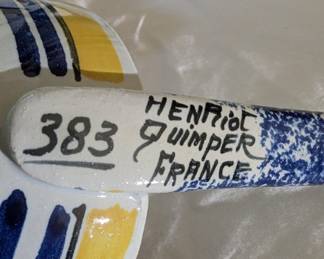 383
HENRiot
Quimper
FRANCE